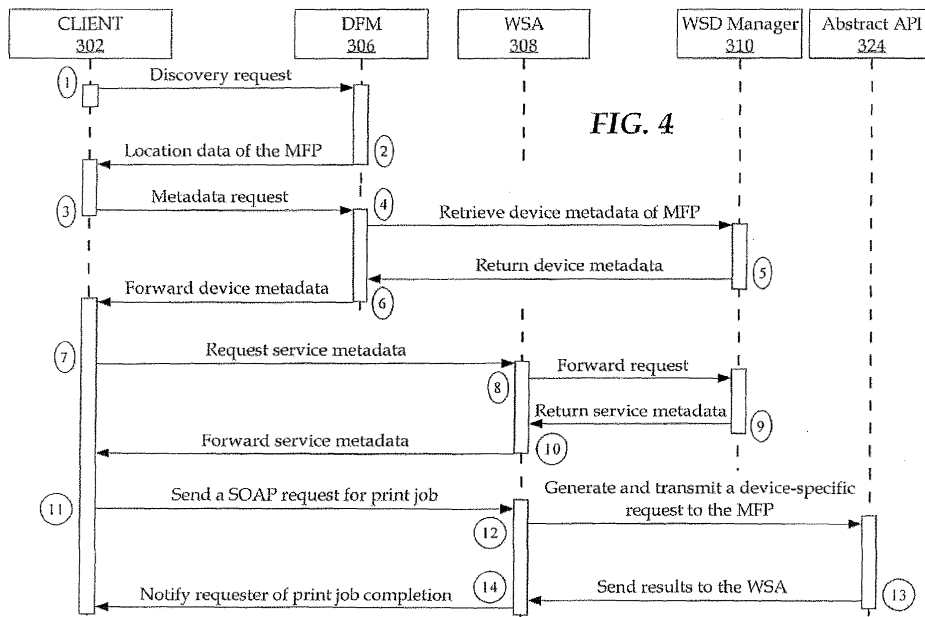 CLIENT
302
DFM
306
WSA
308
WSD Manager
310
Abstract API
324
1
Discovery request
FIG. 4
Location data of the MFP
2
3
Metadata request
4
Retrieve device metadata of MFP
Return device metadata
5
Forward device metadata
6
7
Request service metadata
8
Forward request
Return service metadata
9
Forward service metadata
10
11
Send a SOAP request for print job
12
Generate and transmit a device-specific
request to the MFP
Notify requester of print job completion
14
Send results to the WSA
13